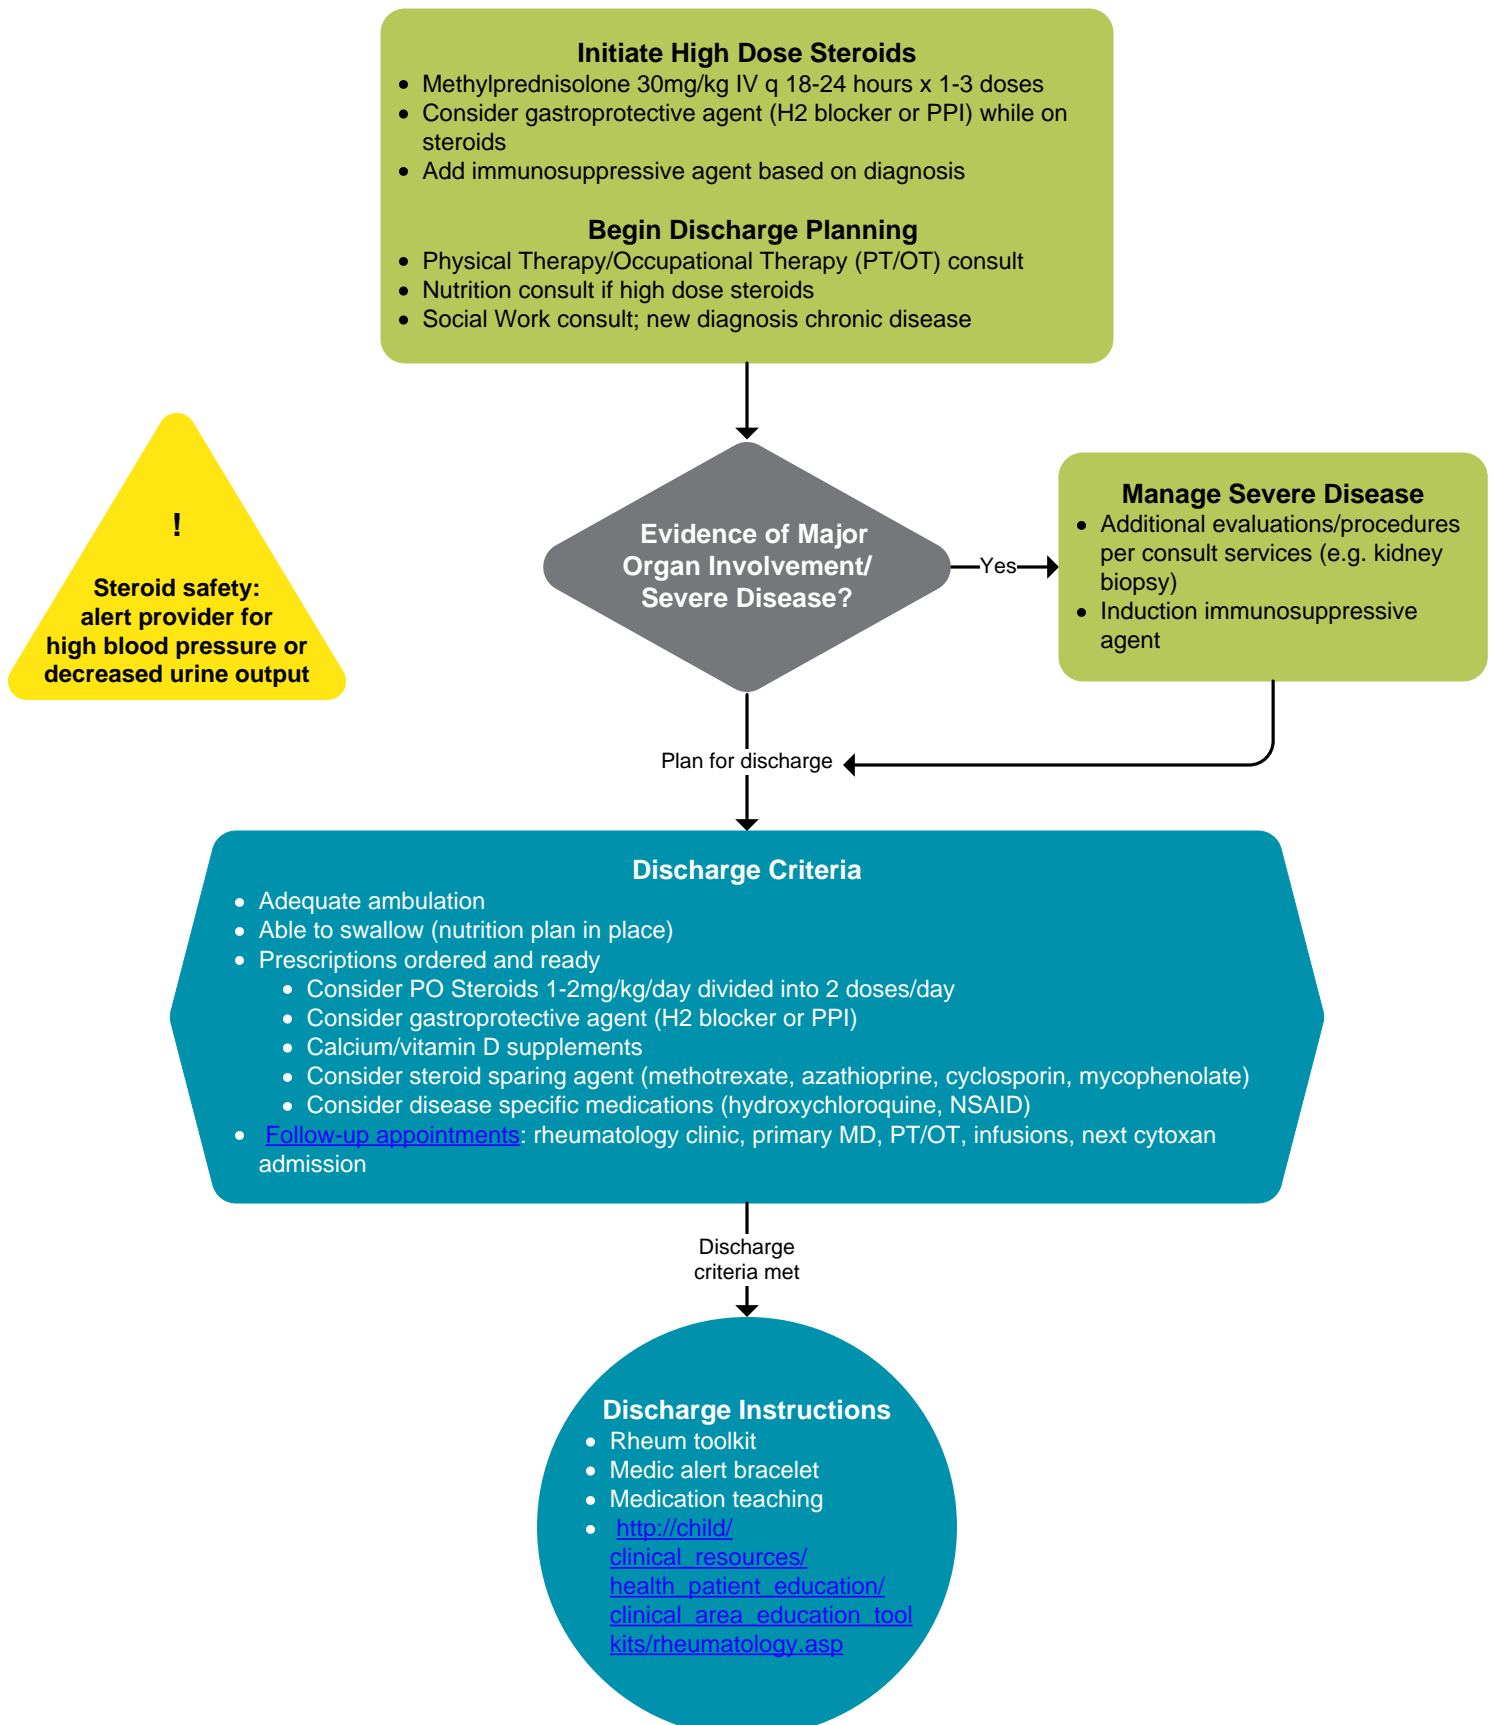 Initiate High Dose Steroids
• Methylprednisolone 30mg/kg IV q 18-24 hours x 1-3 doses
• Consider gastroprotective agent (H2 blocker or PPI) while on
steroids
• Add immunosuppressive agent based on diagnosis
Begin Discharge Planning
• Physical Therapy/Occupational Therapy (PT/OT) consult
• Nutrition consult if high dose steroids
• Social Work consult; new diagnosis chronic disease
!
Steroid safety:
alert provider for
high blood pressure or
decreased urine output
Evidence of Major
Organ Involvement/
Severe Disease?
Yes
Manage Severe Disease
• Additional evaluations/procedures
per consult services (e.g. kidney
biopsy)
• Induction immunosuppressive
agent
Plan for discharge
Discharge Criteria
• Adequate ambulation
• Able to swallow (nutrition plan in place)
• Prescriptions ordered and ready
• Consider PO Steroids 1-2mg/kg/day divided into 2 doses/day
• Consider gastroprotective agent (H2 blocker or PPI)
• Calcium/vitamin D supplements
• Consider steroid sparing agent (methotrexate, azathioprine, cyclosporin, mycophenolate)
• Consider disease specific medications (hydroxychloroquine, NSAID)
• Follow-up appointments: rheumatology clinic, primary MD, PT/OT, infusions, next cytoxan
admission
Discharge
criteria met
Discharge Instructions
• Rheum toolkit
• Medic alert bracelet
• Medication teaching
• http://child/
clinical_resources/
health_patient_education/
clinical_area_education_tool
kits/rheumatology.asp